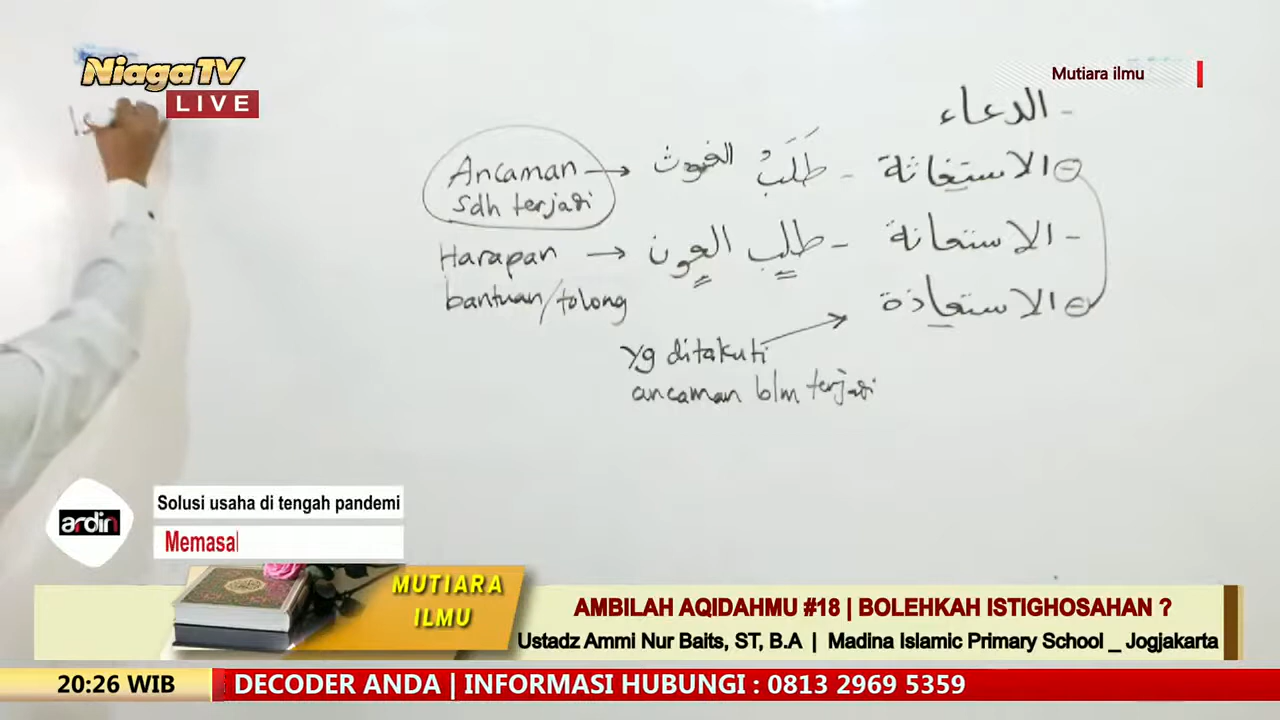 NiagaTV
LIVE
Mutiara ilmu
- الدعاء
- الاستغاثة - طَلَبُ الغوث → Ancaman
sdh terjadi
- الاستعانة - طلب العون → Harapan
bantuan/tolong
- الاستعاذة
yg ditakuti
ancaman blm terjadi
ardin
Solusi usaha di tengah pandemi
Memasal
MUTIARA
ILMU
AMBILAH AQIDAHMU #18 | BOLEHKAH ISTIGHOSAHAN ?
Ustadz Ammi Nur Baits, ST, B.A | Madina Islamic Primary School _ Jogjakarta
20:26 WIB
DECODER ANDA | INFORMASI HUBUNGI : 0813 2969 5359